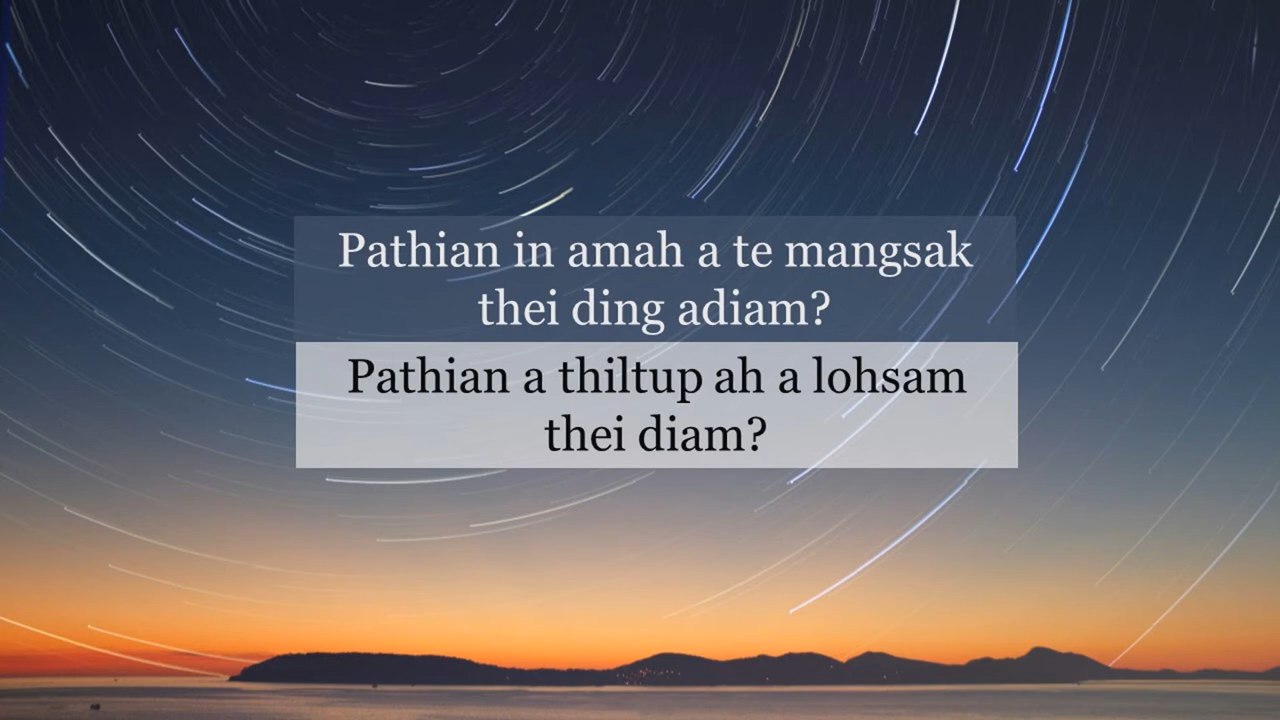 Pathian in amah a te mangsak
thei ding adiam?
Pathian a thiltup ah a lohsam
thei diam?